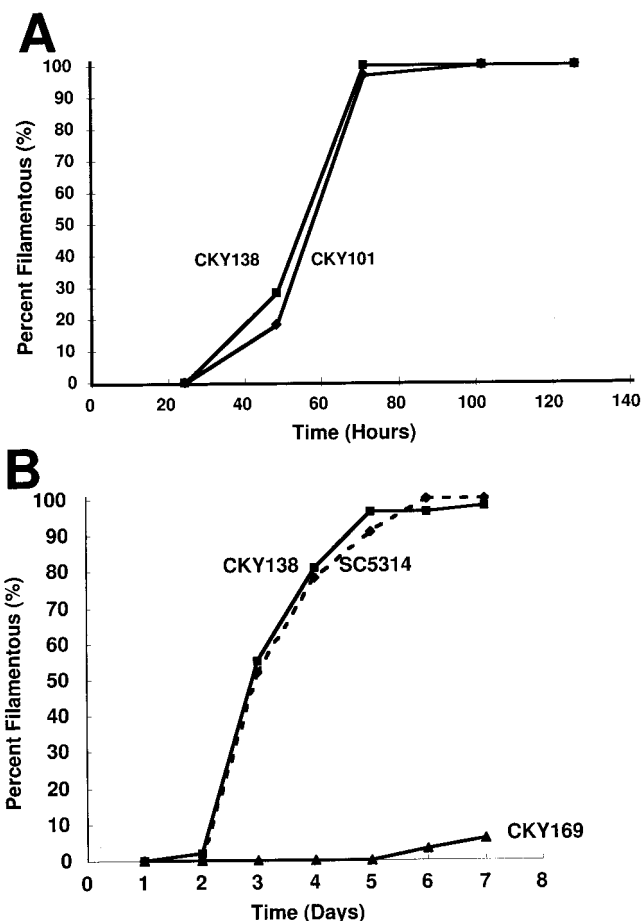 A
Percent Filamentous (%)
100
90
80
70
60
50
40
30
20
10
0
CKY138
CKY101
0 20 40 60 80 100 120 140
Time (Hours)
B
Percent Filamentous (%)
100
90
80
70
60
50
40
30
20
10
0
CKY138
SC5314
CKY169
0 1 2 3 4 5 6 7 8
Time (Days)